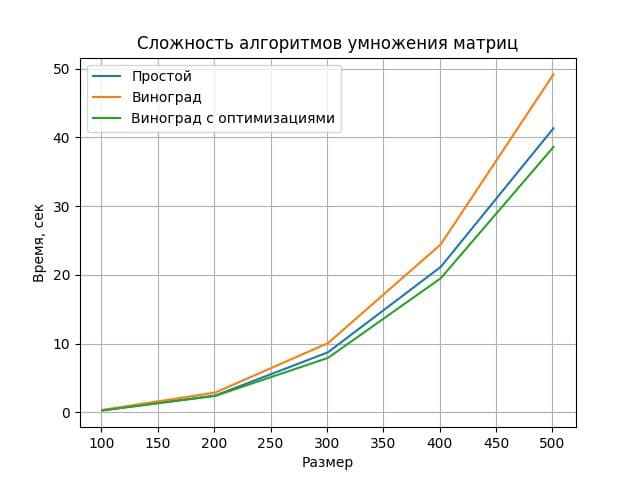 Сложность алгоритмов умножения матриц
Простой
Виноград
Виноград с оптимизациями
Время, сек
50
40
30
20
10
0
100 150 200 250 300 350 400 450 500
Размер